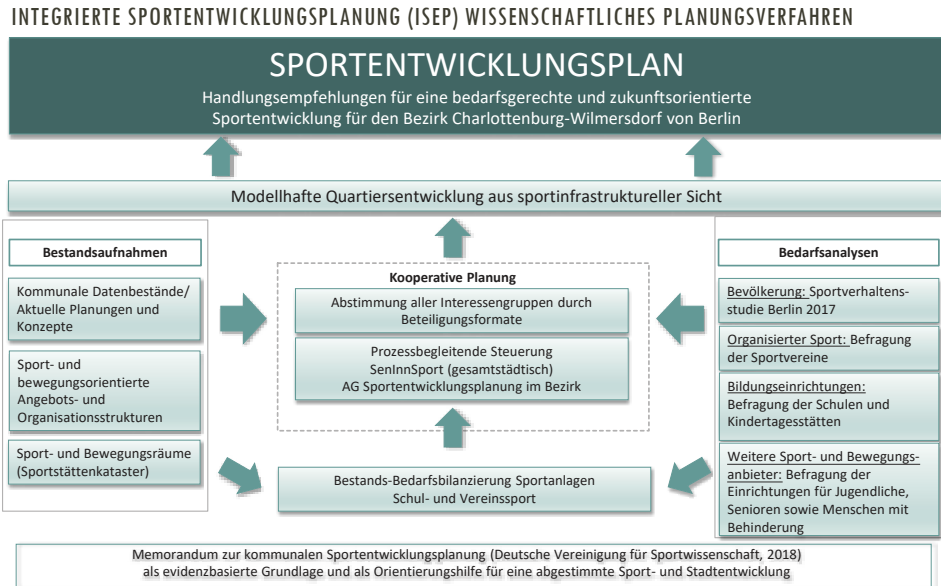 INTEGRIERTE SPORTENTWICKLUNGSPLANUNG (ISEP) WISSENSCHAFTLICHES PLANUNGSVERFAHREN
SPORTENTWICKLUNGSPLAN
Handlungsempfehlungen für eine bedarfsgerechte und zukunftsorientierte
Sportentwicklung für den Bezirk Charlottenburg-Wilmersdorf von Berlin
Modellhafte Quartiersentwicklung aus sportinfrastruktureller Sicht
Bestandsaufnahmen
Kommunale Datenbestände/
Aktuelle Planungen und
Konzepte
Sport- und
bewegungsorientierte
Angebots- und
Organisationsstrukturen
Sport- und Bewegungsräume
(Sportstättenkataster)
Kooperative Planung
Abstimmung aller Interessengruppen durch
Beteiligungsformate
Prozessbegleitende Steuerung
SenInnSport (gesamtstädtisch)
AG Sportentwicklungsplanung im Bezirk
Bestands-Bedarfsbilanzierung Sportanlagen
Schul- und Vereinssport
Bedarfsanalysen
Bevölkerung: Sportverhaltens-
studie Berlin 2017
Organisierter Sport: Befragung
der Sportvereine
Bildungseinrichtungen:
Befragung der Schulen und
Kindertagesstätten
Weitere Sport- und Bewegungs-
anbieter: Befragung der
Einrichtungen für Jugendliche,
Senioren sowie Menschen mit
Behinderung
Memorandum zur kommunalen Sportentwicklungsplanung (Deutsche Vereinigung für Sportwissenschaft, 2018)
als evidenzbasierte Grundlage und als Orientierungshilfe für eine abgestimmte Sport- und Stadtentwicklung